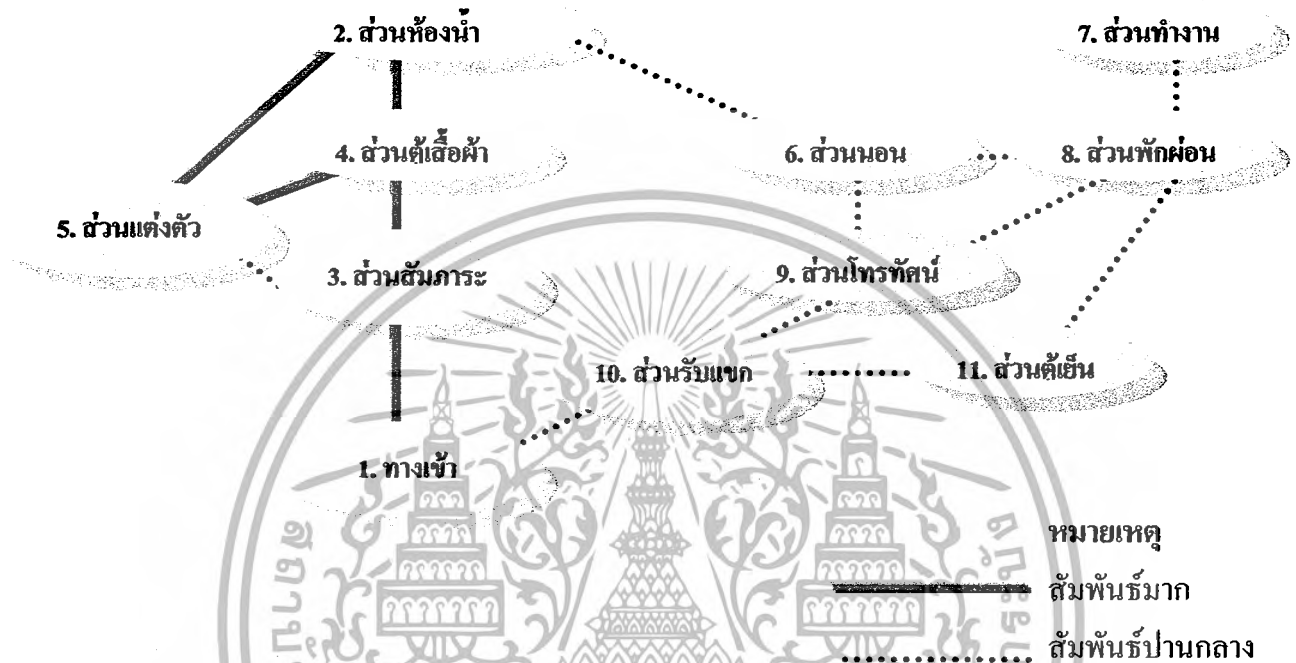 2. ส่วนห้องน้ำ
7. ส่วนทำงาน
4. ส่วนตู้เสื้อผ้า
6. ส่วนนอน
8. ส่วนพักผ่อน
5. ส่วนแต่งตัว
3. ส่วนสัมภาระ
9. ส่วนโทรทัศน์
10. ส่วนรับแขก
11. ส่วนตู้เย็น
1. ทางเข้า
หมายเหตุ
สัมพันธ์มาก
สัมพันธ์ปานกลาง